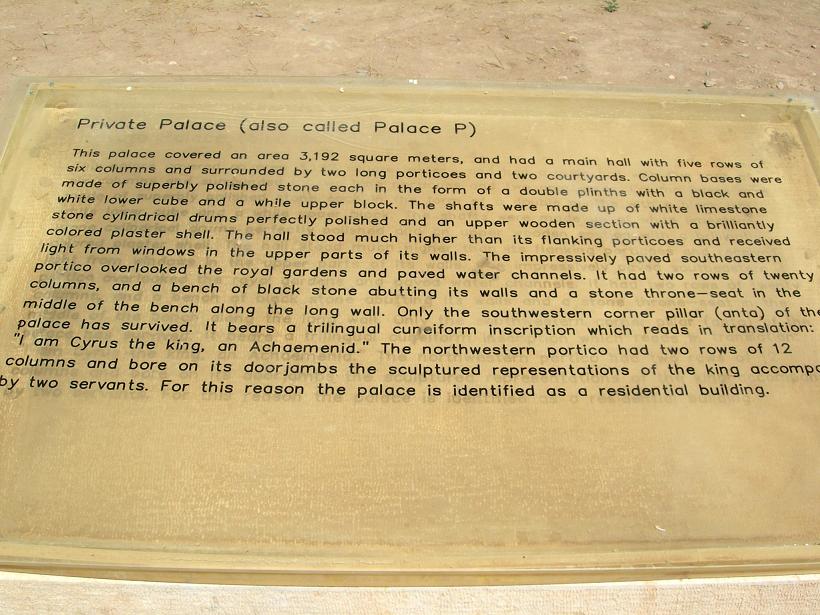 Private Palace (also called Palace P)
This palace covered an area 3,192 square meters, and had a main hall with five rows of
six columns and surrounded by two long porticoes and two courtyards. Column bases were
made of superbly polished stone each in the form of a double plinths with a black and
white lower cube and a while upper block. The shafts were made up of white limestone
stone cylindrical drums perfectly polished and an upper wooden section with a brilliantly
colored plaster shell. The hall stood much higher than its flanking porticoes and received
light from windows in the upper parts of its walls. The impressively paved southeastern
portico overlooked the royal gardens and paved water channels. It had two rows of twenty
columns, and a bench of black stone abutting its walls and a stone throne-seat in the
middle of the bench along the long wall. Only the southwestern corner pillar (anta) of the
palace has survived. It bears a trilingual cuneiform inscription which reads in translation:
"I am Cyrus the king, an Achaemenid." The northwestern portico had two rows of 12
columns and bore on its doorjambs the sculptured representations of the king accomp
by two servants. For this reason the palace is identified as a residential building.